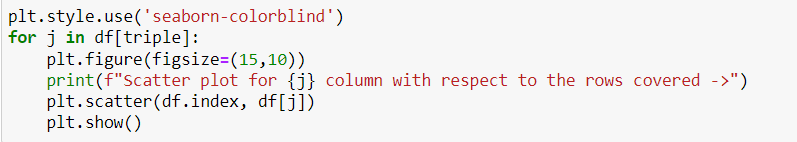 plt.style.use('seaborn-colorblind')
for j in df[triple]:
    plt.figure(figsize=(15,10))
    print(f"Scatter plot for {j} column with respect to the rows covered ->")
    plt.scatter(df.index, df[j])
    plt.show()